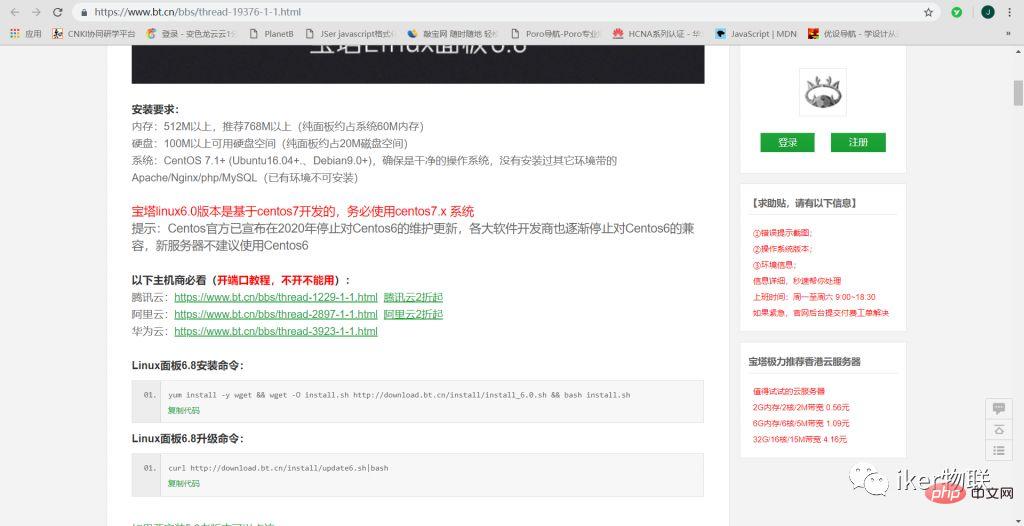 https://www.bt.cn/bbs/thread-19376-1-1.html
应用
CNKI协同研学平台
登录 - 变色龙云云1分
PlanetB
JSer javascript格式化
敲宝网 随时随地 轻松
Poro导航-Poro专业
HCNA系列认证 - 华
JavaScript | MDN
优设导航 - 学设计从
»
宝塔Linux面板6.8
安装要求：
内存：512M以上，推荐768M以上（纯面板约占系统60M内存）
硬盘：100M以上可用硬盘空间（纯面板约占20M磁盘空间）
系统：CentOS 7.1+ (Ubuntu16.04+.、Debian9.0+)，确保是干净的操作系统，没有安装过其它环境带的
Apache/Nginx/php/MySQL（已有环境不可安装）
宝塔linux6.0版本是基于centos7开发的，务必使用centos7.x 系统
提示：Centos官方已宣布在2020年停止对Centos6的维护更新，各大软件开发商也逐渐停止对Centos6的兼
容，新服务器不建议使用Centos6
以下主机商必看（开端口教程，不开不能用）：
腾讯云：https://www.bt.cn/bbs/thread-1229-1-1.html 腾讯云2折起
阿里云：https://www.bt.cn/bbs/thread-2897-1-1.html 阿里云2折起
华为云：https://www.bt.cn/bbs/thread-3923-1-1.html
Linux面板6.8安装命令：
01. yum install -y wget && wget -O install.sh http://download.bt.cn/install/install_6.0.sh && bash install.sh
复制代码
Linux面板6.8升级命令：
01. curl http://download.bt.cn/install/update6.sh|bash
复制代码
登录
注册
【求助贴，请有以下信息】
①错误提示截图；
②操作系统版本；
③环境信息；
信息详细，秒速帮你处理
上班时间：周一至周六 9:00~18:30
如果紧急，官网后台提交付费工单解决
宝塔极力推荐香港云服务器
值得试试的云服务器
2G内存/2核/2M带宽 0.56元
6G内存/6核/5M带宽 1.09元
32G/16核/15M带宽 4.16元
iker物联
php 中文网